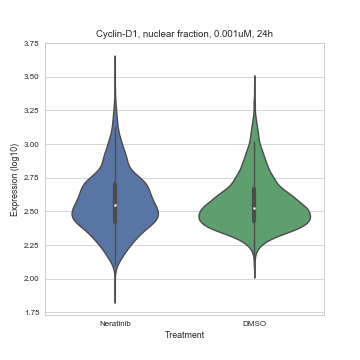 Cyclin-D1, nuclear fraction, 0.001uM, 24h
3.75
3.50
3.25
3.00
2.75
2.50
2.25
2.00
1.75
Expression (log10)
Neratinib DMSO
Treatment